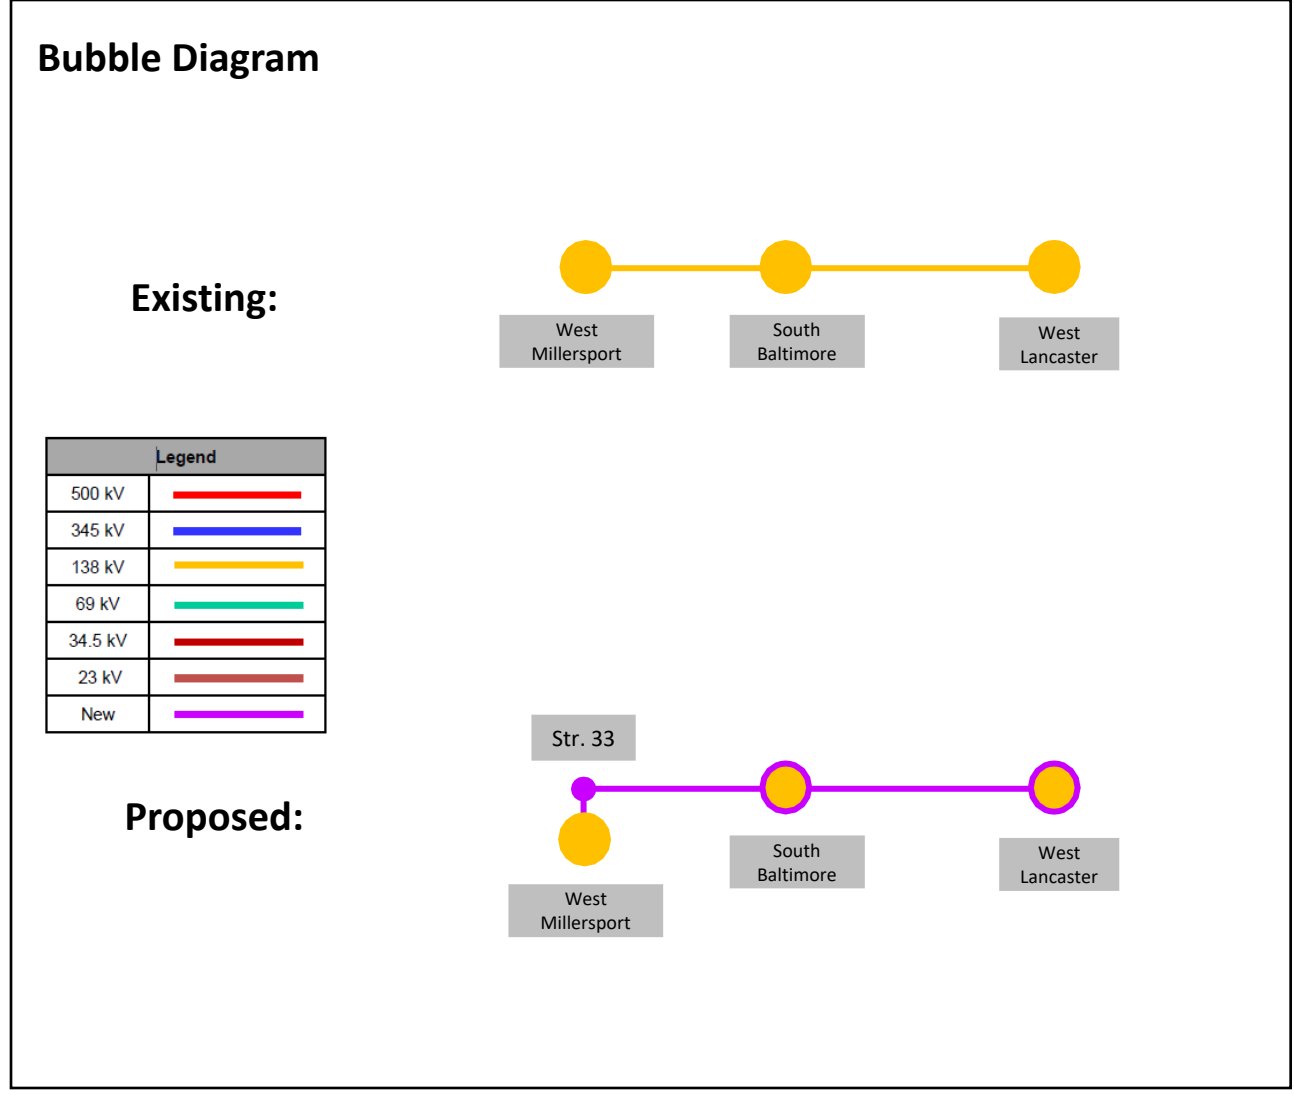 Bubble Diagram
Existing:
West
Millersport
South
Baltimore
West
Lancaster
Legend
500 kV
345 kV
138 kV
69 kV
34.5 kV
23 kV
New
Str. 33
Proposed:
South
Baltimore
West
Lancaster
West
Millersport